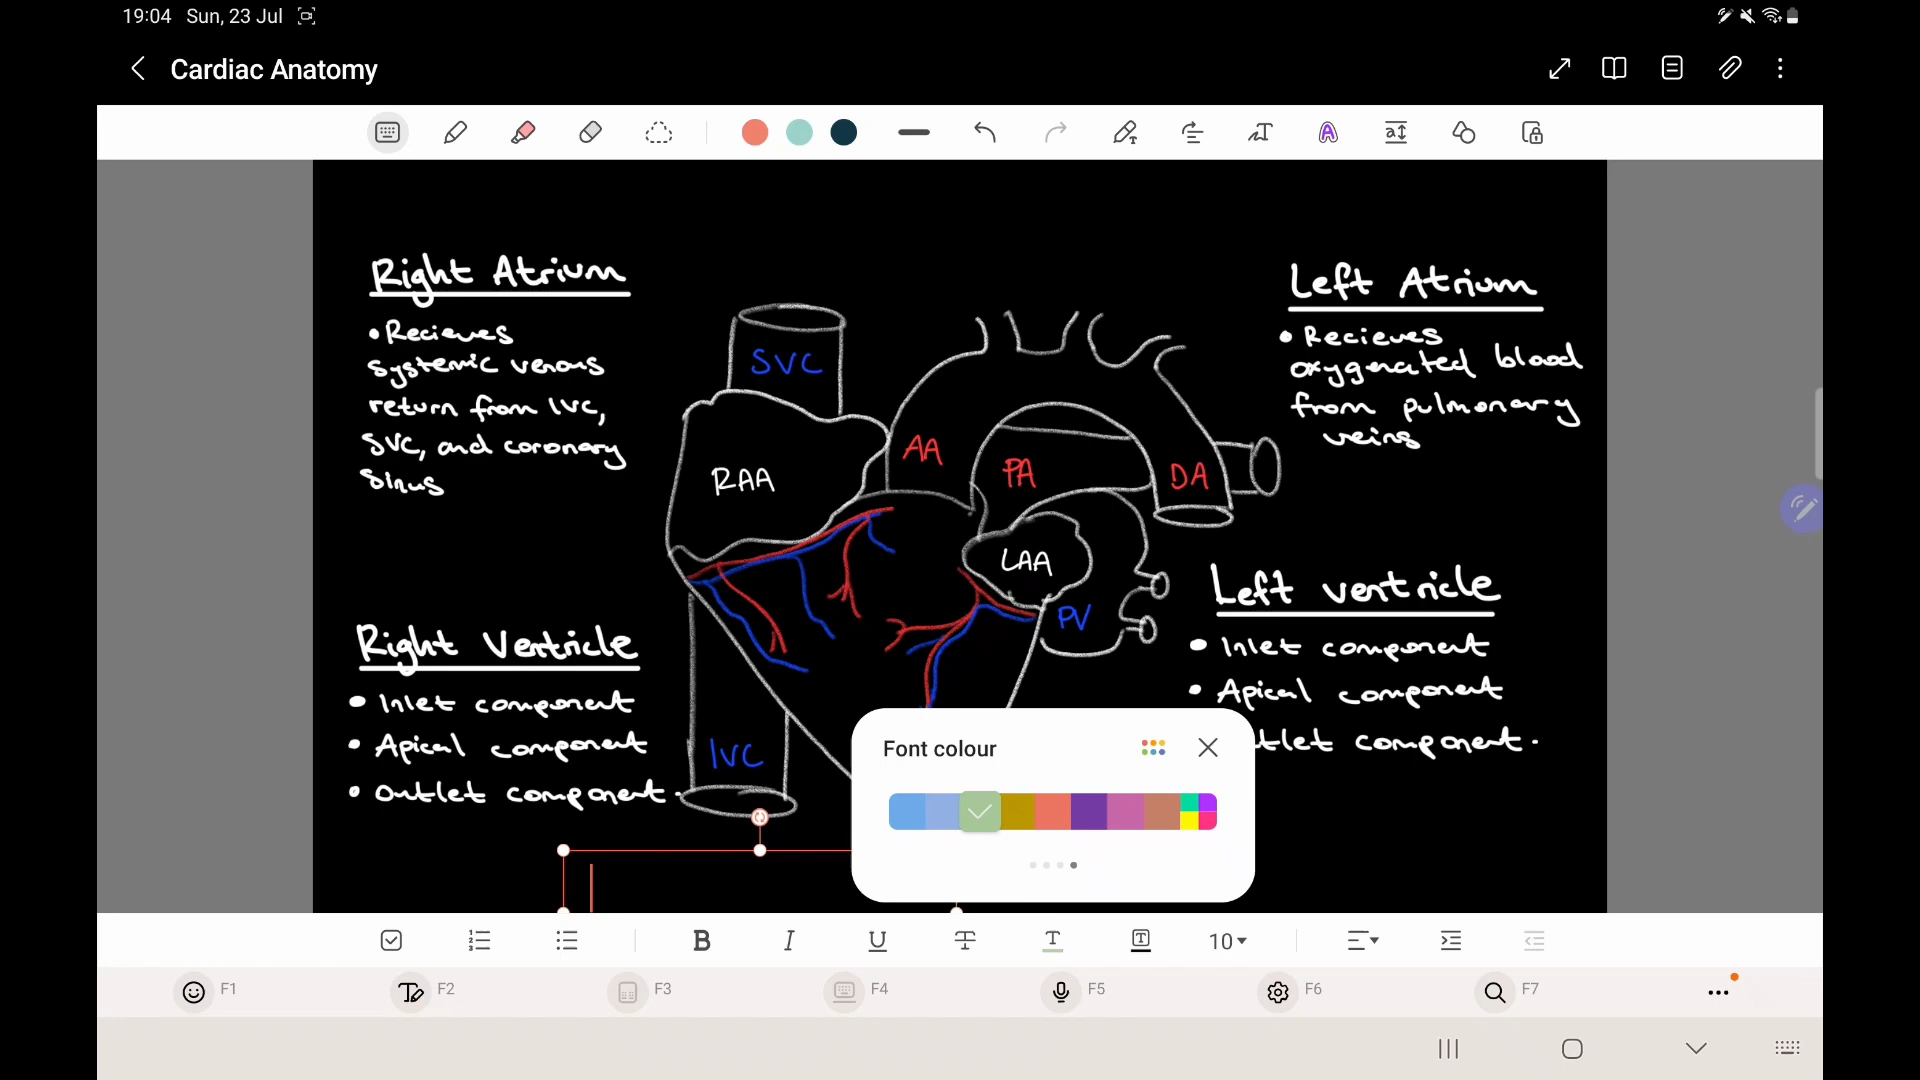 19:04 Sun, 23 Jul
Cardiac Anatomy
Right Atrium
• Recieves
systemic venous
return from IVC,
SVC, and coronary
Sinus
Left Atrium
• Recieves
oxygenated blood
from pulmonary
veins
SVC
RAA
AA
PA
DA
LAA
PV
IVC
Right Ventricle
• Inlet component
• Apical component
• Outlet component.
Left ventricle
• Inlet component
• Apical component
tlet component.
Font colour
B I U T T T 10
F1 F2 F3 F4 F5 F6 F7